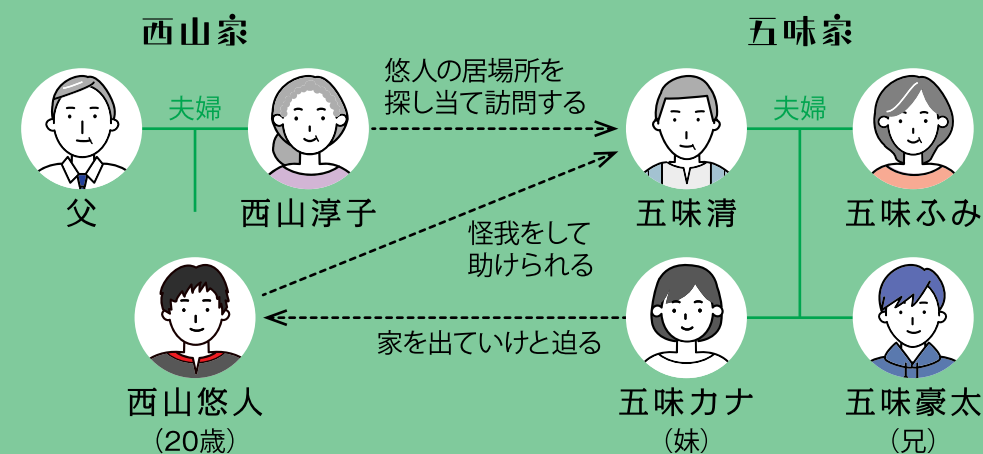 西山家
五味家
夫婦
悠人の居場所を
探し当て訪問する
夫婦
父
西山淳子
五味清
五味ふみ
怪我をして
助けられる
家を出ていけと迫る
西山悠人
（20歳）
五味カナ
（妹）
五味豪太
（兄）